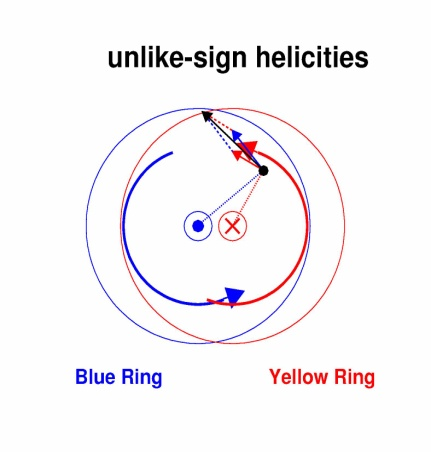 unlike-sign helicities
Blue Ring
Yellow Ring